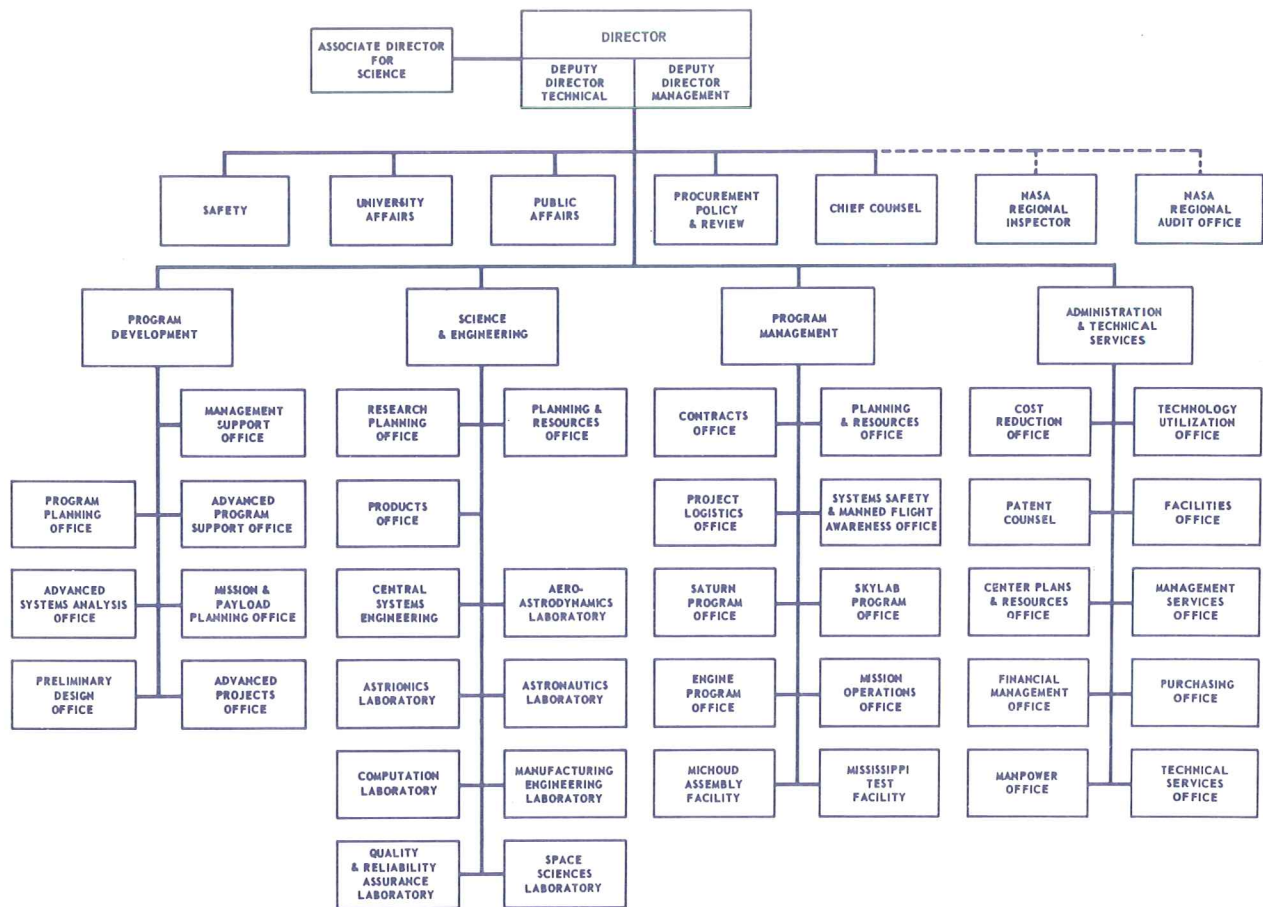 ASSOCIATE DIRECTOR
FOR
SCIENCE
DIRECTOR
DEPUTY
DIRECTOR
TECHNICAL
DEPUTY
DIRECTOR
MANAGEMENT
SAFETY
UNIVERSITY
AFFAIRS
PUBLIC
AFFAIRS
PROCUREMENT
POLICY
& REVIEW
CHIEF COUNSEL
NASA
REGIONAL
INSPECTOR
NASA
REGIONAL
AUDIT OFFICE
PROGRAM
DEVELOPMENT
SCIENCE
& ENGINEERING
PROGRAM
MANAGEMENT
ADMINISTRATION
& TECHNICAL
SERVICES
MANAGEMENT
SUPPORT
OFFICE
RESEARCH
PLANNING
OFFICE
PLANNING &
RESOURCES
OFFICE
CONTRACTS
OFFICE
PLANNING
& RESOURCES
OFFICE
COST
REDUCTION
OFFICE
TECHNOLOGY
UTILIZATION
OFFICE
PROGRAM
PLANNING
OFFICE
ADVANCED
PROGRAM
SUPPORT OFFICE
PRODUCTS
OFFICE
PROJECT
LOGISTICS
OFFICE
SYSTEMS SAFETY
& MANNED FLIGHT
AWARENESS OFFICE
PATENT
COUNSEL
FACILITIES
OFFICE
ADVANCED
SYSTEMS ANALYSIS
OFFICE
MISSION &
PAYLOAD
PLANNING OFFICE
CENTRAL
SYSTEMS
ENGINEERING
AERO-
ASTRODYNAMICS
LABORATORY
SATURN
PROGRAM
OFFICE
SKYLAB
PROGRAM
OFFICE
CENTER PLANS
& RESOURCES
OFFICE
MANAGEMENT
SERVICES
OFFICE
PRELIMINARY
DESIGN
OFFICE
ADVANCED
PROJECTS
OFFICE
ASTRIONICS
LABORATORY
ASTRONAUTICS
LABORATORY
ENGINE
PROGRAM
OFFICE
MISSION
OPERATIONS
OFFICE
FINANCIAL
MANAGEMENT
OFFICE
PURCHASING
OFFICE
COMPUTATION
LABORATORY
MANUFACTURING
ENGINEERING
LABORATORY
MICHOUD
ASSEMBLY
FACILITY
MISSISSIPPI
TEST
FACILITY
MANPOWER
OFFICE
TECHNICAL
SERVICES
OFFICE
QUALITY
& RELIABILITY
ASSURANCE
LABORATORY
SPACE
SCIENCES
LABORATORY